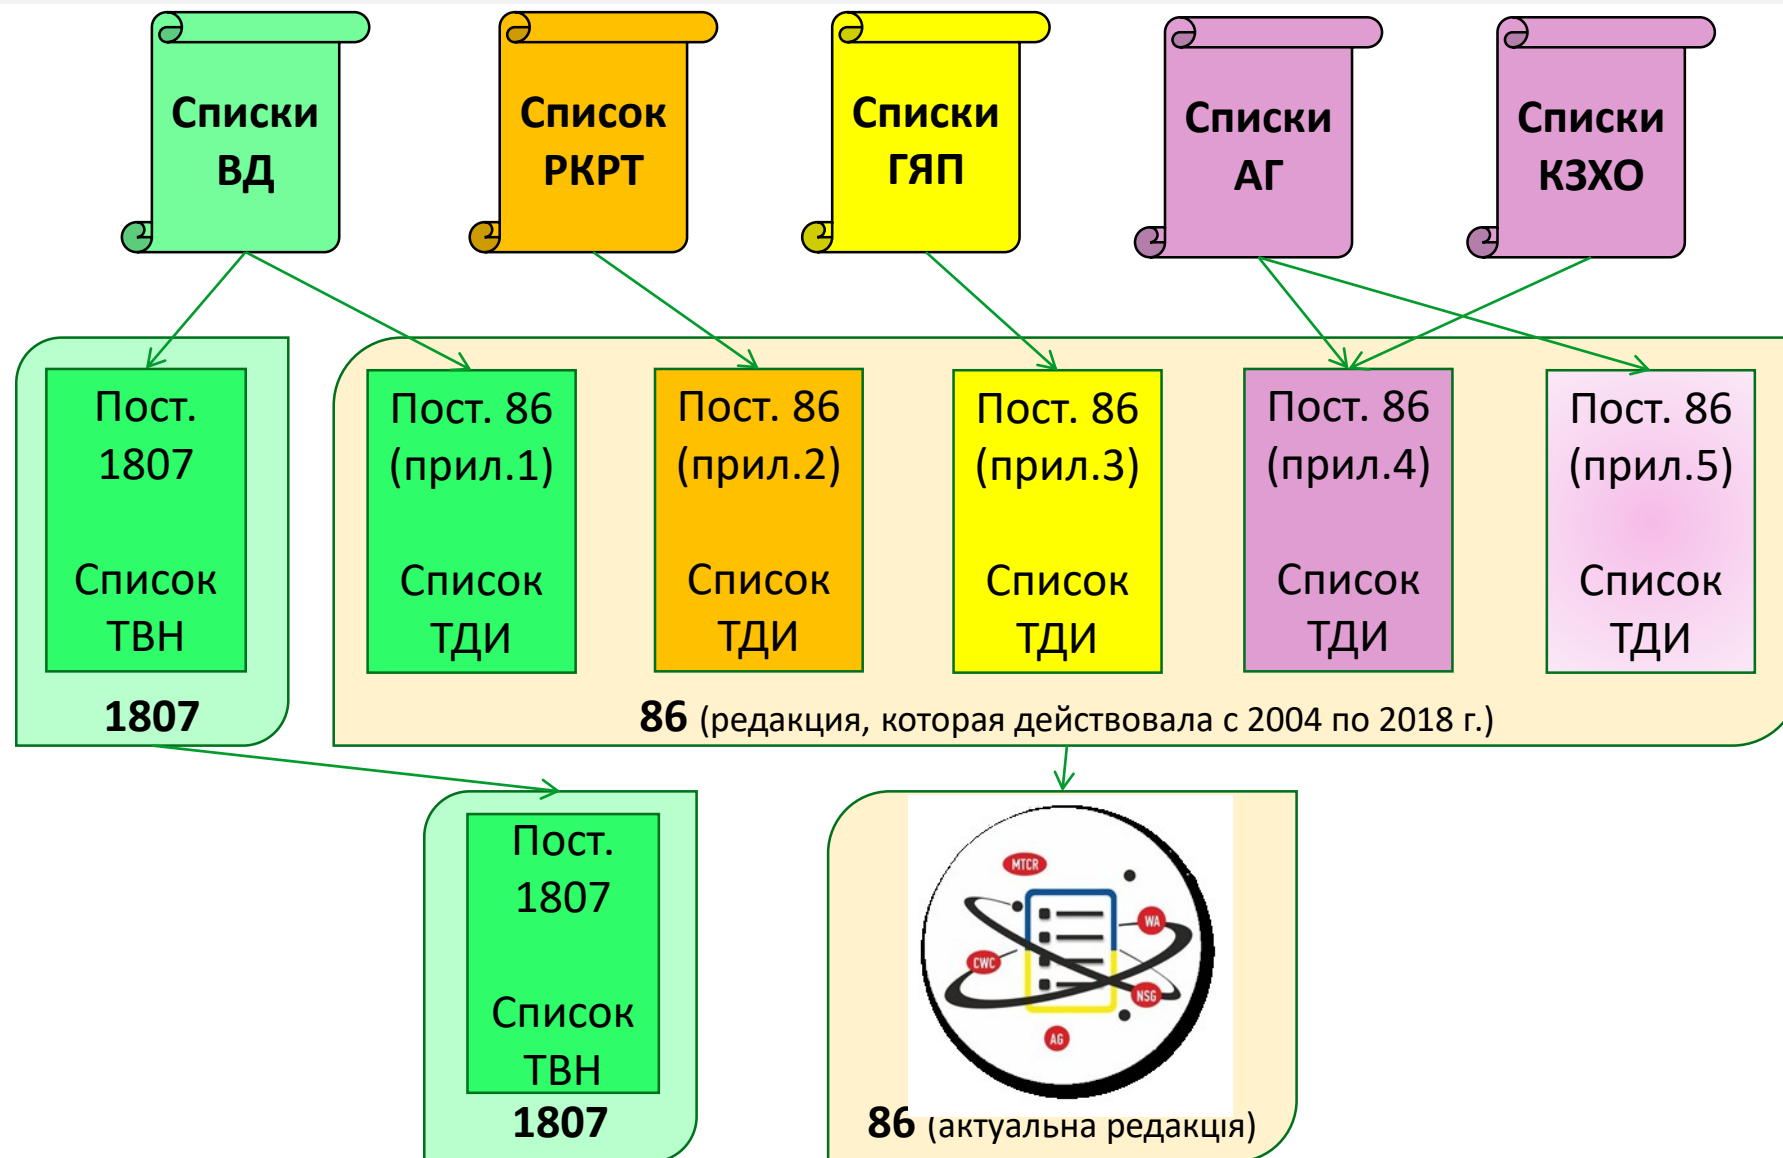 Списки
ВД
Список
РКРТ
Списки
ГЯП
Списки
АГ
Списки
КЗХО
Пост.
1807
Список
ТВН
1807
Пост. 86
(прил.1)
Список
ТДИ
Пост. 86
(прил.2)
Список
ТДИ
Пост. 86
(прил.3)
Список
ТДИ
Пост. 86
(прил.4)
Список
ТДИ
Пост. 86
(прил.5)
Список
ТДИ
86 (редакция, которая действовала с 2004 по 2018 г.)
Пост.
1807
Список
ТВН
1807
MTCR
WA
CWC
NSG
AG
86 (актуальна редакція)